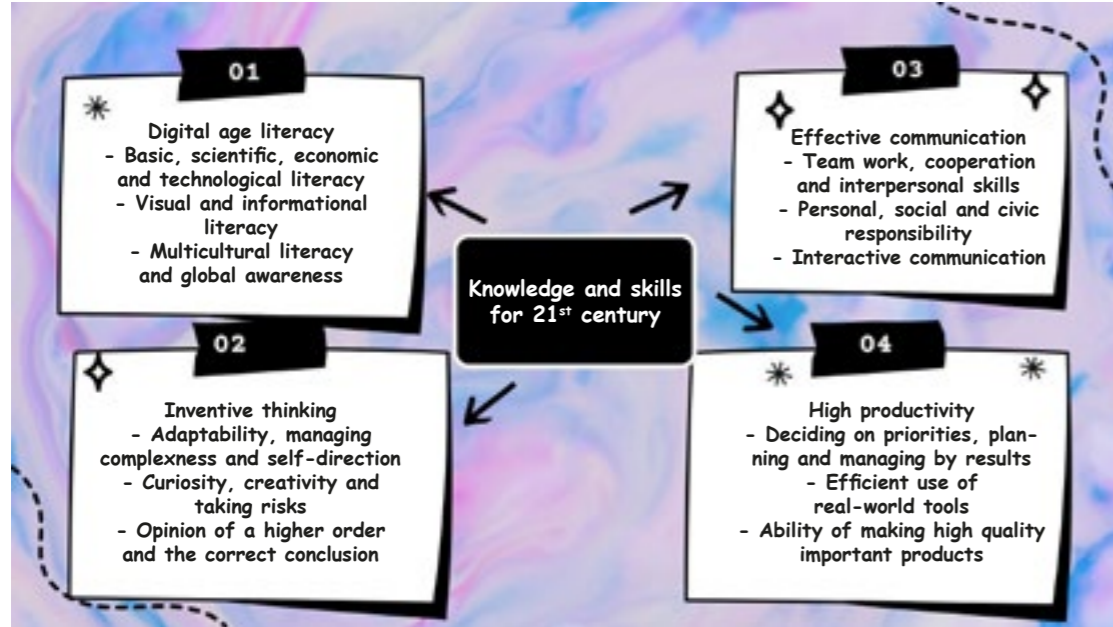 01
Digital age literacy
- Basic, scientific, economic
and technological literacy
- Visual and informational
literacy
- Multicultural literacy
and global awareness
02
Inventive thinking
- Adaptability, managing
complexness and self-direction
- Curiosity, creativity and
taking risks
- Opinion of a higher order
and the correct conclusion
Knowledge and skills
for 21st century
03
Effective communication
- Team work, cooperation
and interpersonal skills
- Personal, social and civic
responsibility
- Interactive communication
04
High productivity
- Deciding on priorities, plan-
ning and managing by results
- Efficient use of
real-world tools
- Ability of making high quality
important products